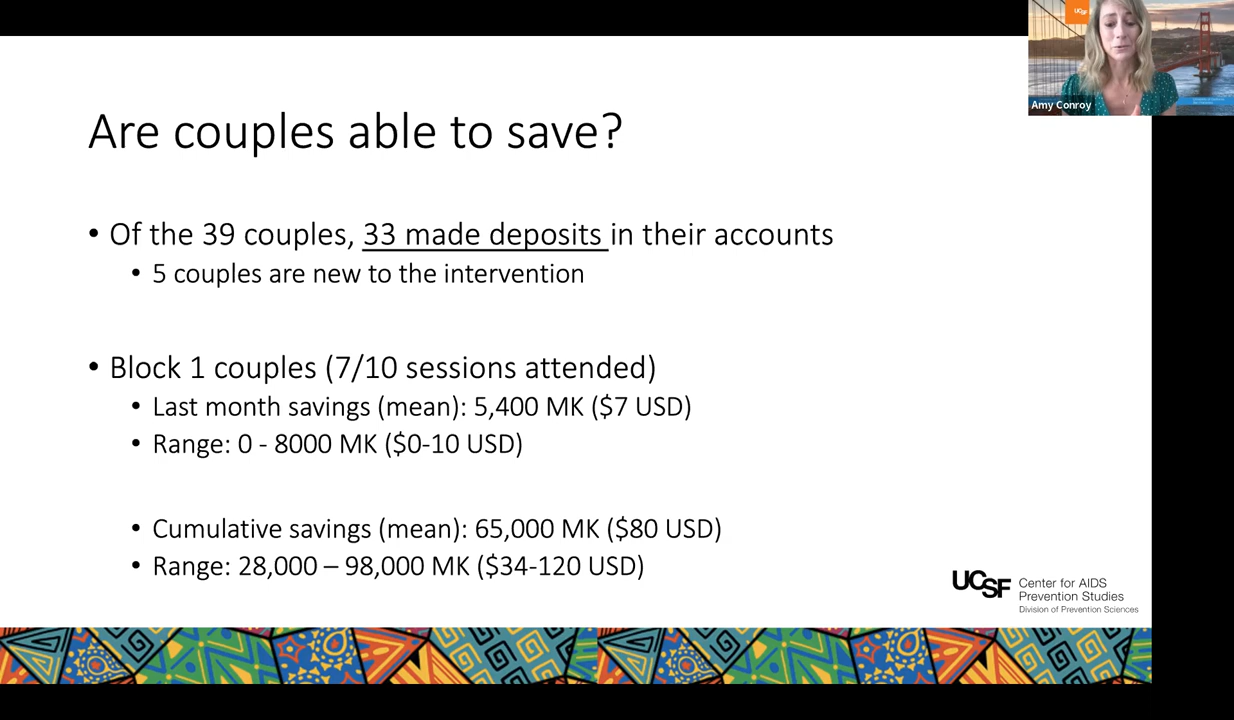 UCSF
Amy Conroy
Are couples able to save?
• Of the 39 couples, 33 made deposits in their accounts
• 5 couples are new to the intervention
• Block 1 couples (7/10 sessions attended)
• Last month savings (mean): 5,400 MK ($7 USD)
• Range: 0 - 8000 MK ($0-10 USD)
• Cumulative savings (mean): 65,000 MK ($80 USD)
• Range: 28,000 – 98,000 MK ($34-120 USD)
UCSF
Center for AIDS
Prevention Studies
Division of Prevention Sciences